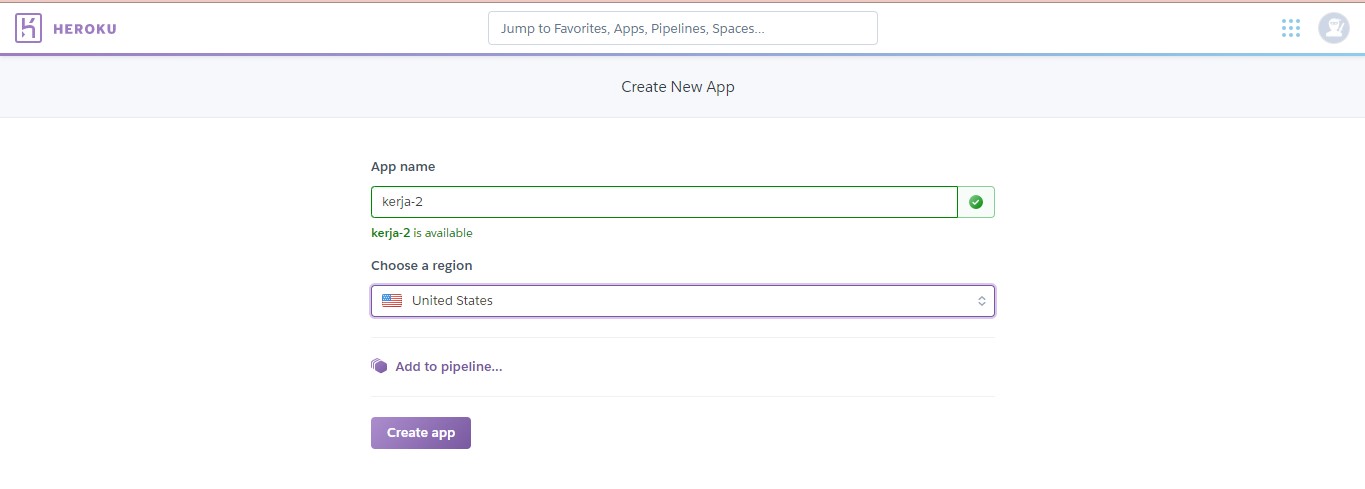 HEROKU
Jump to Favorites, Apps, Pipelines, Spaces...
Create New App
App name
kerja-2
kerja-2 is available
Choose a region
United States
Add to pipeline...
Create app